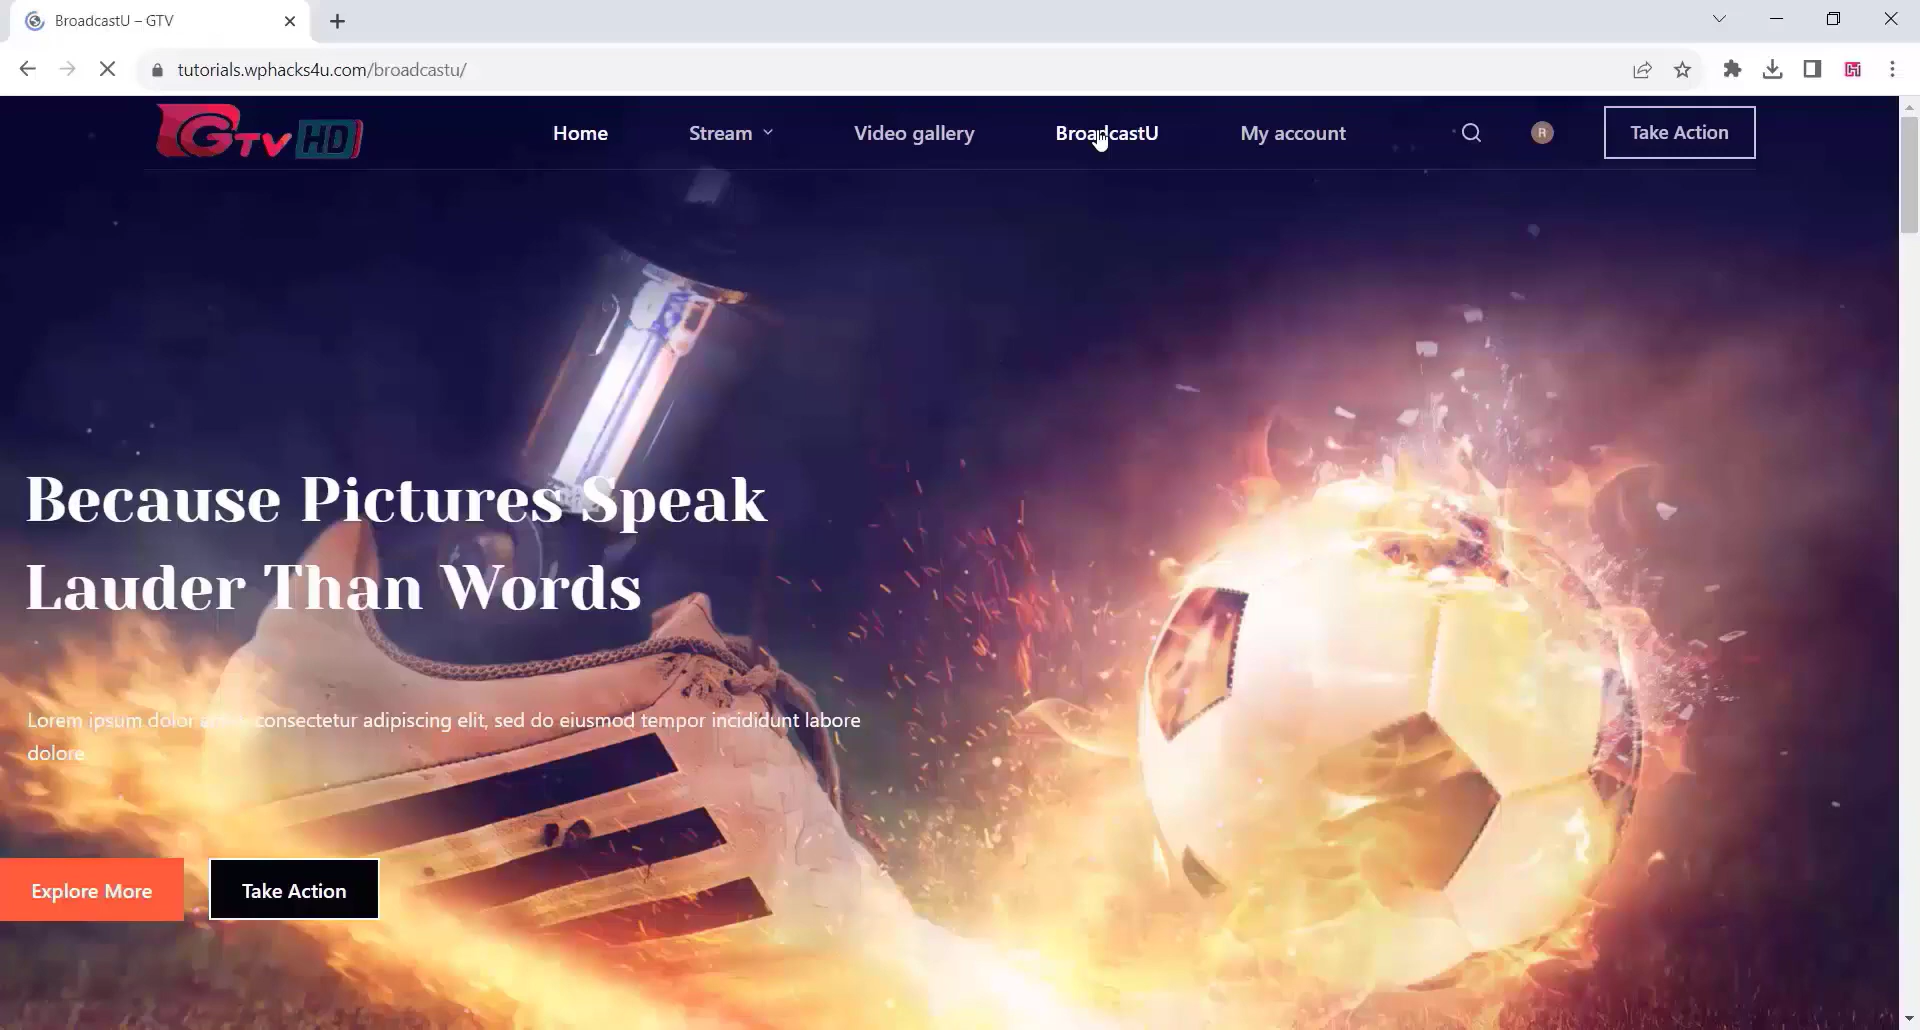 BroadcastU – GTV
tutorials.wphacks4u.com/broadcastu/
GTV HD
Home
Stream
Video gallery
BroadcastU
My account
R
Take Action
Because Pictures Speak
Lauder Than Words
Lorem ipsum dolor consectetur adipiscing elit, sed do eiusmod tempor incididunt labore
dolore
Explore More
Take Action